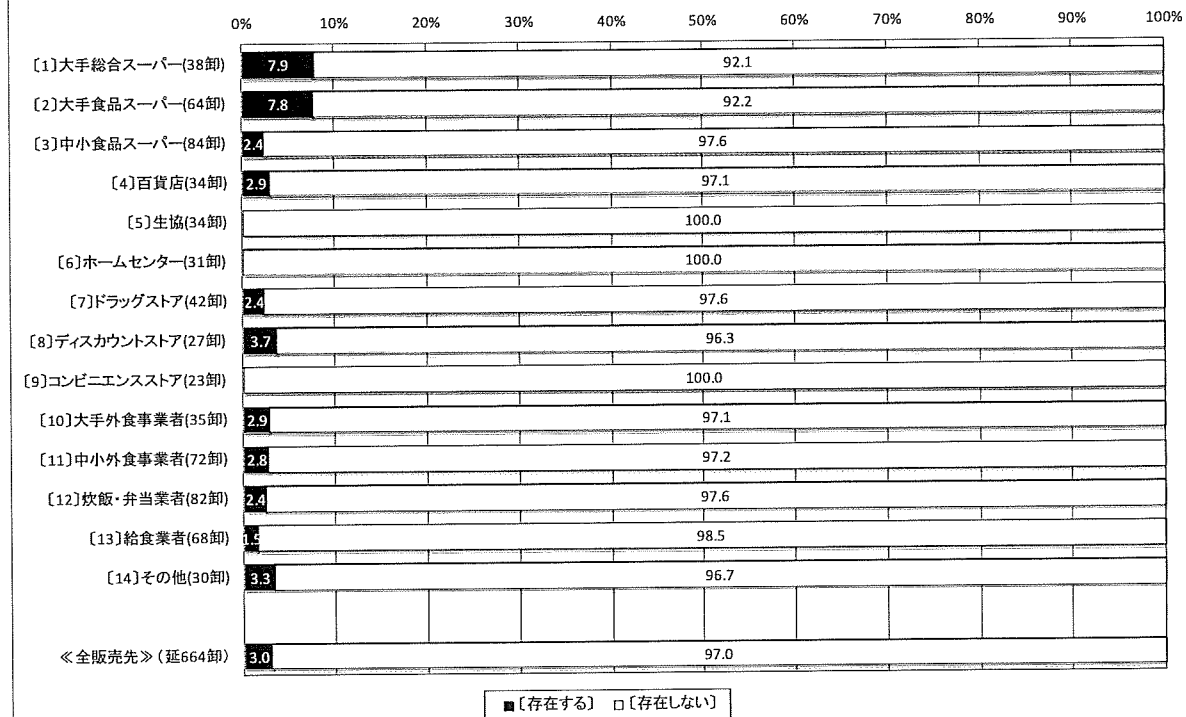 0% 10% 20% 30% 40% 50% 60% 70% 80% 90% 100%
〔1〕大手総合スーパー(38卸) 7.9 92.1
〔2〕大手食品スーパー(64卸) 7.8 92.2
〔3〕中小食品スーパー(84卸) 2.4 97.6
〔4〕百貨店(34卸) 2.9 97.1
〔5〕生協(34卸) 100.0
〔6〕ホームセンター(31卸) 100.0
〔7〕ドラッグストア(42卸) 2.4 97.6
〔8〕ディスカウントストア(27卸) 3.7 96.3
〔9〕コンビニエンスストア(23卸) 100.0
〔10〕大手外食事業者(35卸) 2.9 97.1
〔11〕中小外食事業者(72卸) 2.8 97.2
〔12〕炊飯・弁当業者(82卸) 2.4 97.6
〔13〕給食業者(68卸) 1.5 98.5
〔14〕その他(30卸) 3.3 96.7
≪全販売先≫（延664卸） 3.0 97.0
■〔存在する〕 □〔存在しない〕